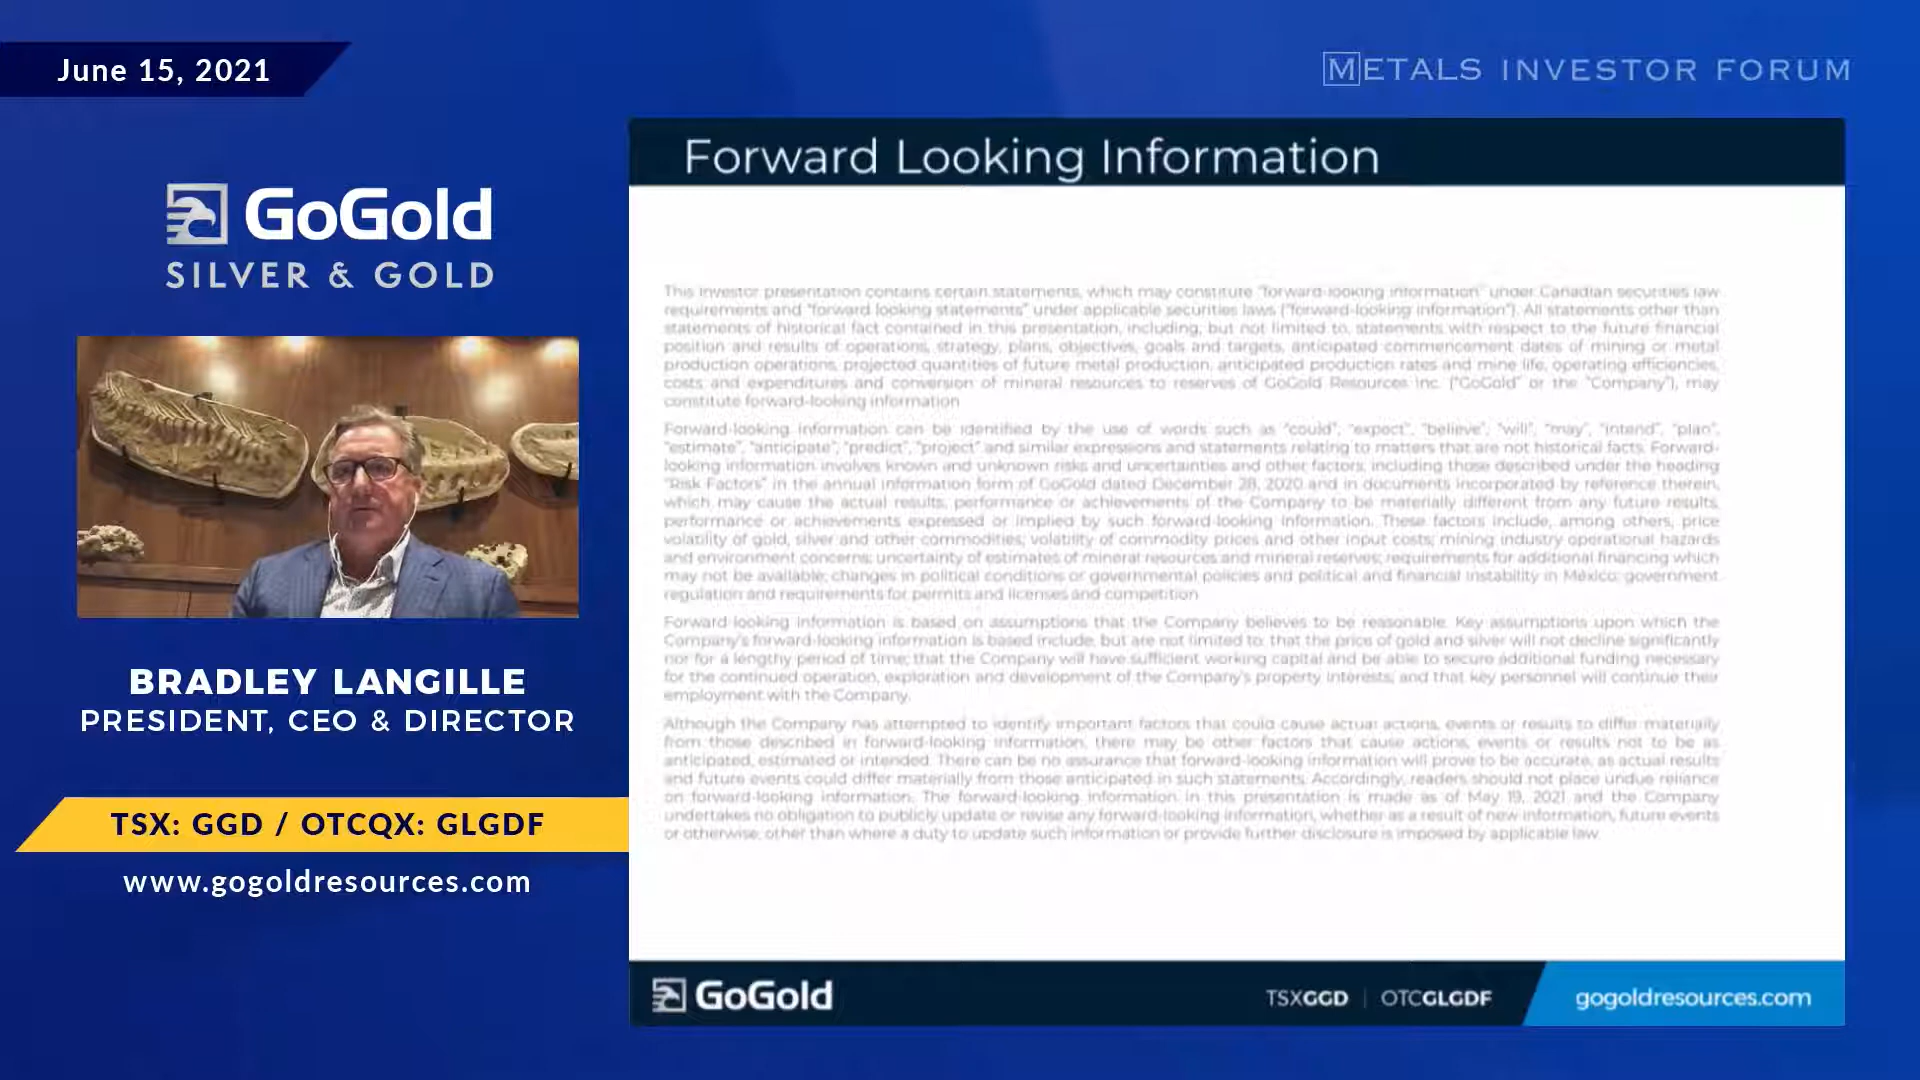 June 15, 2021
METALS INVESTOR FORUM
GoGold
SILVER & GOLD
BRADLEY LANGILLE
PRESIDENT, CEO & DIRECTOR
TSX: GGD / OTCQX: GLGDF
www.gogoldresources.com
Forward Looking Information
This investor presentation contains certain statements, which may constitute "forward-looking information" under Canadian securities law
requirements and "forward looking statements" under applicable securities laws ("forward-looking information"). All statements other than
statements of historical fact contained in this presentation, including, but not limited to, statements with respect to the future financial
position and results of operations, strategy, plans, objectives, goals and targets, anticipated commencement dates of mining or metal
production operations, projected quantities of future metal production, anticipated production rates and mine life, operating efficiencies,
costs and expenditures and conversion of mineral resources to reserves of GoGold Resources Inc. ("GoGold" or the "Company"), may
constitute forward-looking information
Forward-looking information can be identified by the use of words such as "could", "expect", "believe", "will", "may", "intend", "plan",
"estimate", "anticipate", "predict", "project" and similar expressions and statements relating to matters that are not historical facts. Forward-
looking information involves known and unknown risks and uncertainties and other factors, including those described under the heading
"Risk Factors" in the annual information form of GoGold dated December 28, 2020 and in documents incorporated by reference therein,
which may cause the actual results, performance or achievements of the Company to be materially different from any future results,
performance or achievements expressed or implied by such forward-looking information. These factors include, among others, price
volatility of gold, silver and other commodities; volatility of commodity prices and other input costs; mining industry operational hazards
and environment concerns; uncertainty of estimates of mineral resources and mineral reserves; requirements for additional financing which
may not be available; changes in political conditions or governmental policies and political and financial instability in Mexico; government
regulation and requirements for permits and licenses and competition
Forward-looking information is based on assumptions that the Company believes to be reasonable. Key assumptions upon which the
Company's forward-looking information is based include, but are not limited to: that the price of gold and silver will not decline significantly
nor for a lengthy period of time; that the Company will have sufficient working capital and be able to secure additional funding necessary
for the continued operation, exploration and development of the Company's property interests; and that key personnel will continue their
employment with the Company.
Although the Company has attempted to identify important factors that could cause actual actions, events or results to differ materially
from those described in forward-looking information, there may be other factors that cause actions, events or results not to be as
anticipated, estimated or intended. There can be no assurance that forward-looking information will prove to be accurate, as actual results
and future events could differ materially from those anticipated in such statements. Accordingly, readers should not place undue reliance
on forward-looking information. The forward-looking information in this presentation is made as of May 19, 2021 and the Company
undertakes no obligation to publicly update or revise any forward-looking information, whether as a result of new information, future events
or otherwise, other than where a duty to update such information or provide further disclosure is imposed by applicable law.
GoGold
TSXGGD | OTCGLGDF
gogoldresources.com